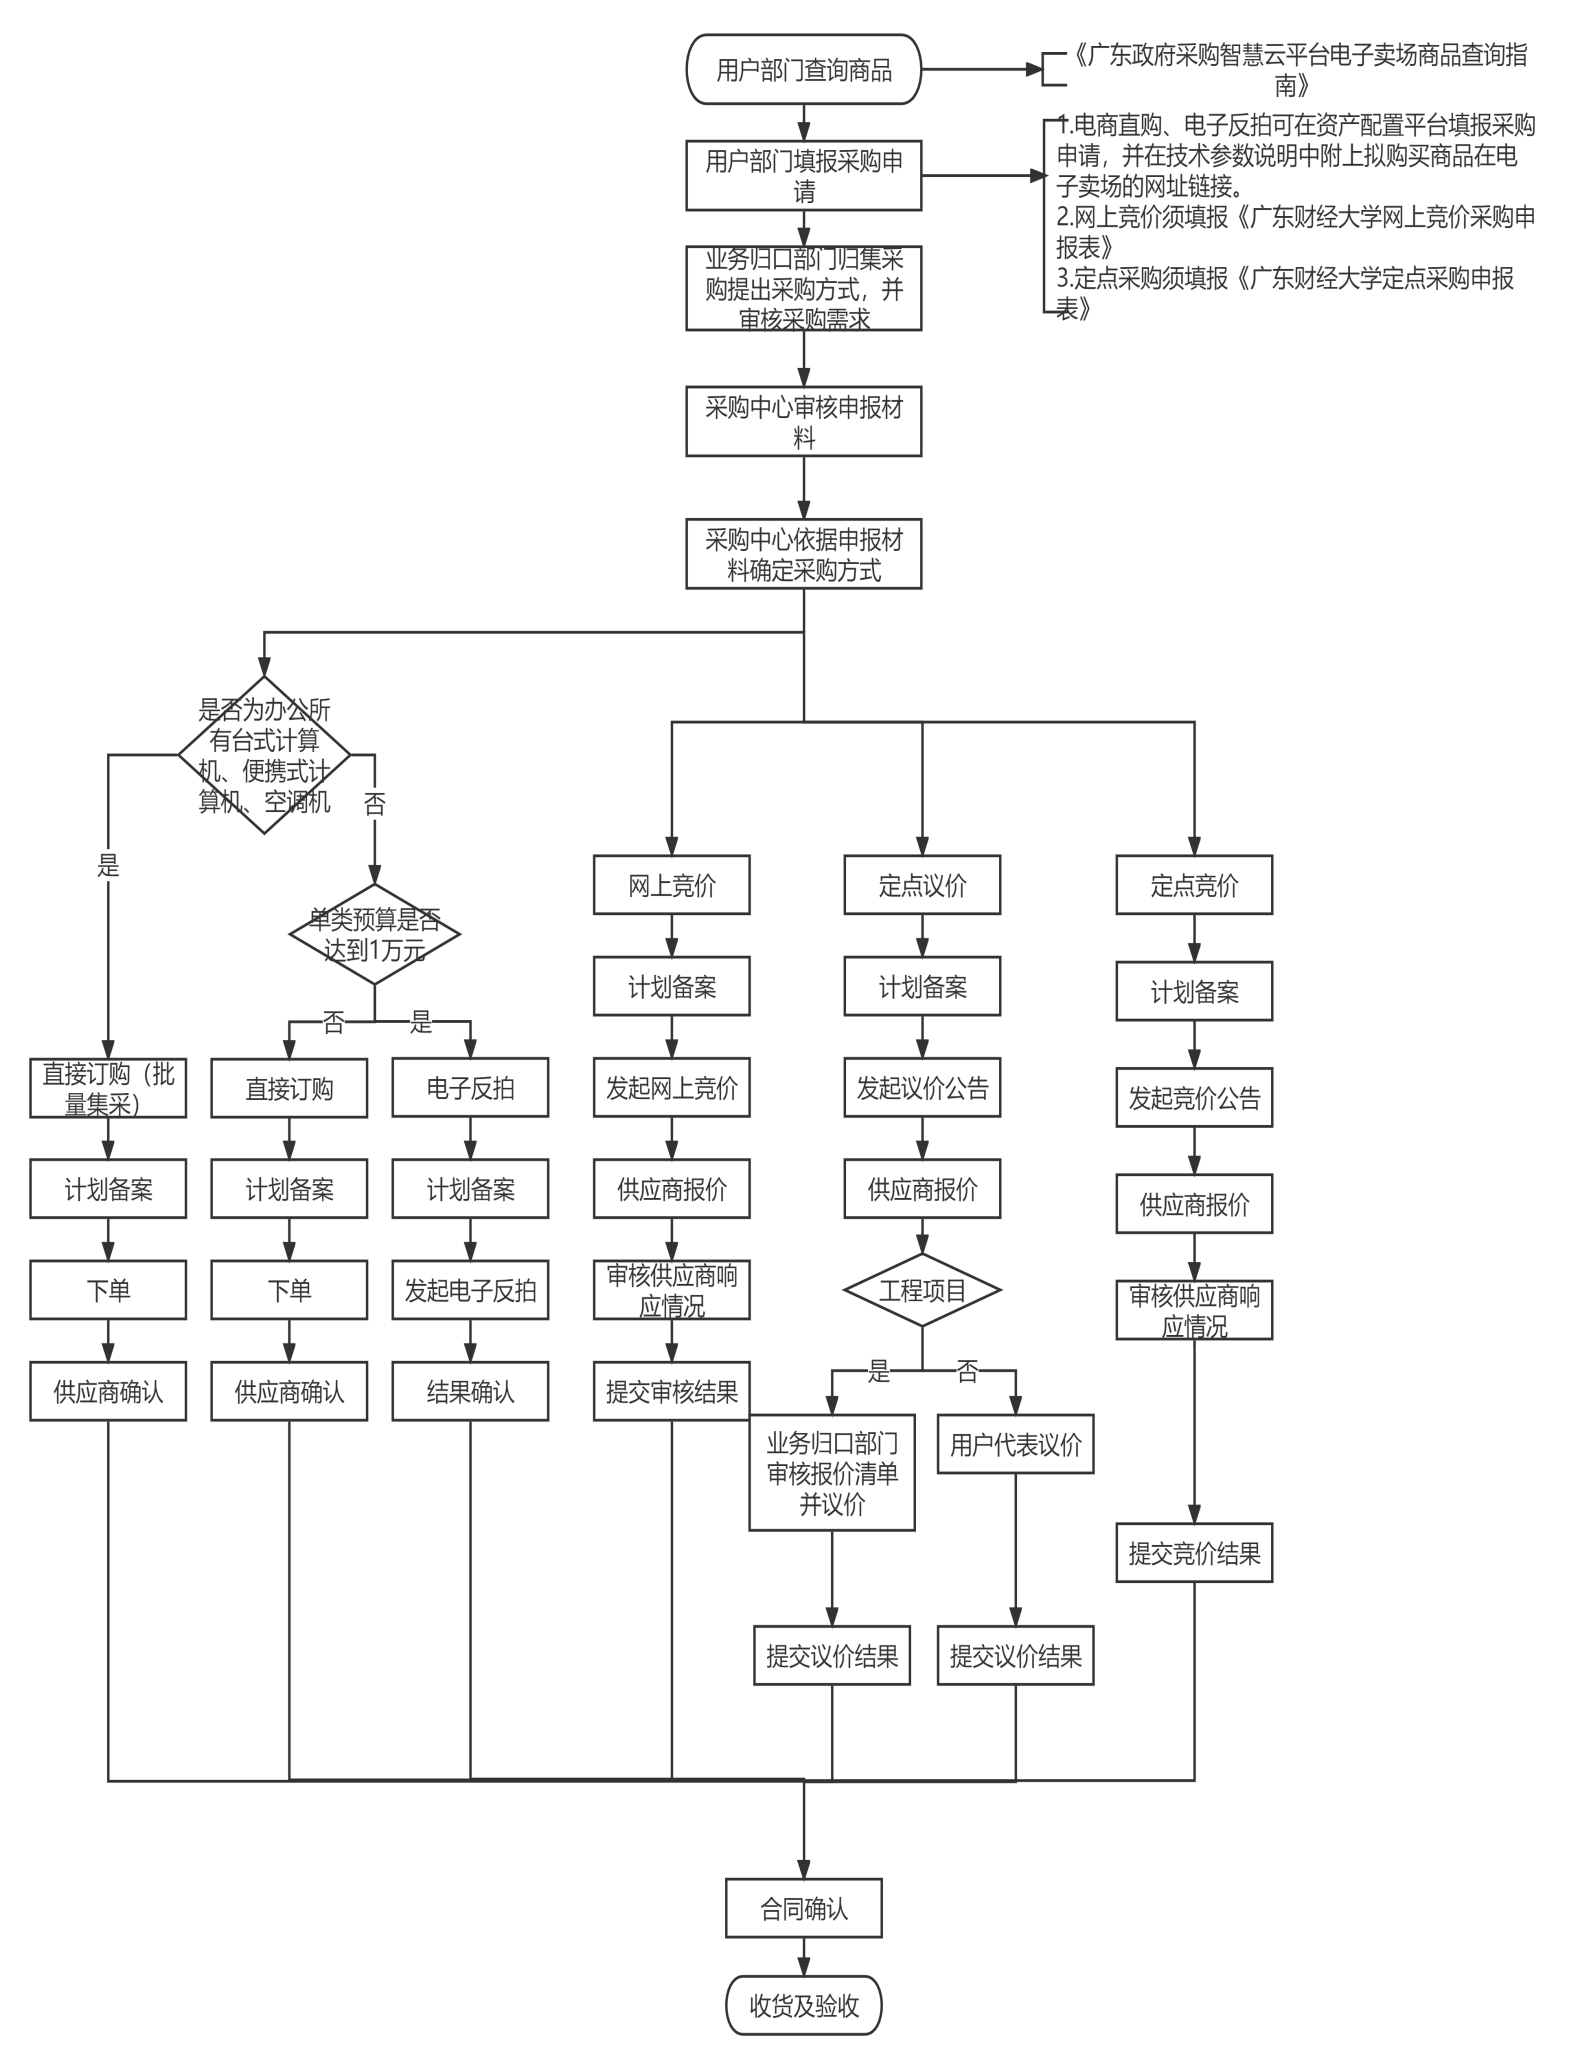 用户部门查询商品
《广东政府采购智慧云平台电子卖场商品查询指
南》
用户部门填报采购申
请
1.电商直购、电子反拍可在资产配置平台填报采购
申请，并在技术参数说明中附上拟购买商品在电
子卖场的网址链接。
2.网上竞价须填报《广东财经大学网上竞价采购申
报表》
3.定点采购须填报《广东财经大学定点采购申报
表》
业务归口部门归集采
购提出采购方式，并
审核采购需求
采购中心审核申报材
料
采购中心依据申报材
料确定采购方式
是否为办公所
有台式计算
机、便携式计
算机、空调机
是
否
单类预算是否
达到1万元
否
是
直接订购（批
量集采）
计划备案
下单
供应商确认
直接订购
计划备案
下单
供应商确认
电子反拍
计划备案
发起电子反拍
结果确认
网上竞价
计划备案
发起网上竞价
供应商报价
审核供应商响
应情况
提交审核结果
定点议价
计划备案
发起议价公告
供应商报价
工程项目
是
否
业务归口部门
审核报价清单
并议价
提交议价结果
用户代表议价
提交议价结果
定点竞价
计划备案
发起竞价公告
供应商报价
审核供应商响
应情况
提交竞价结果
合同确认
收货及验收